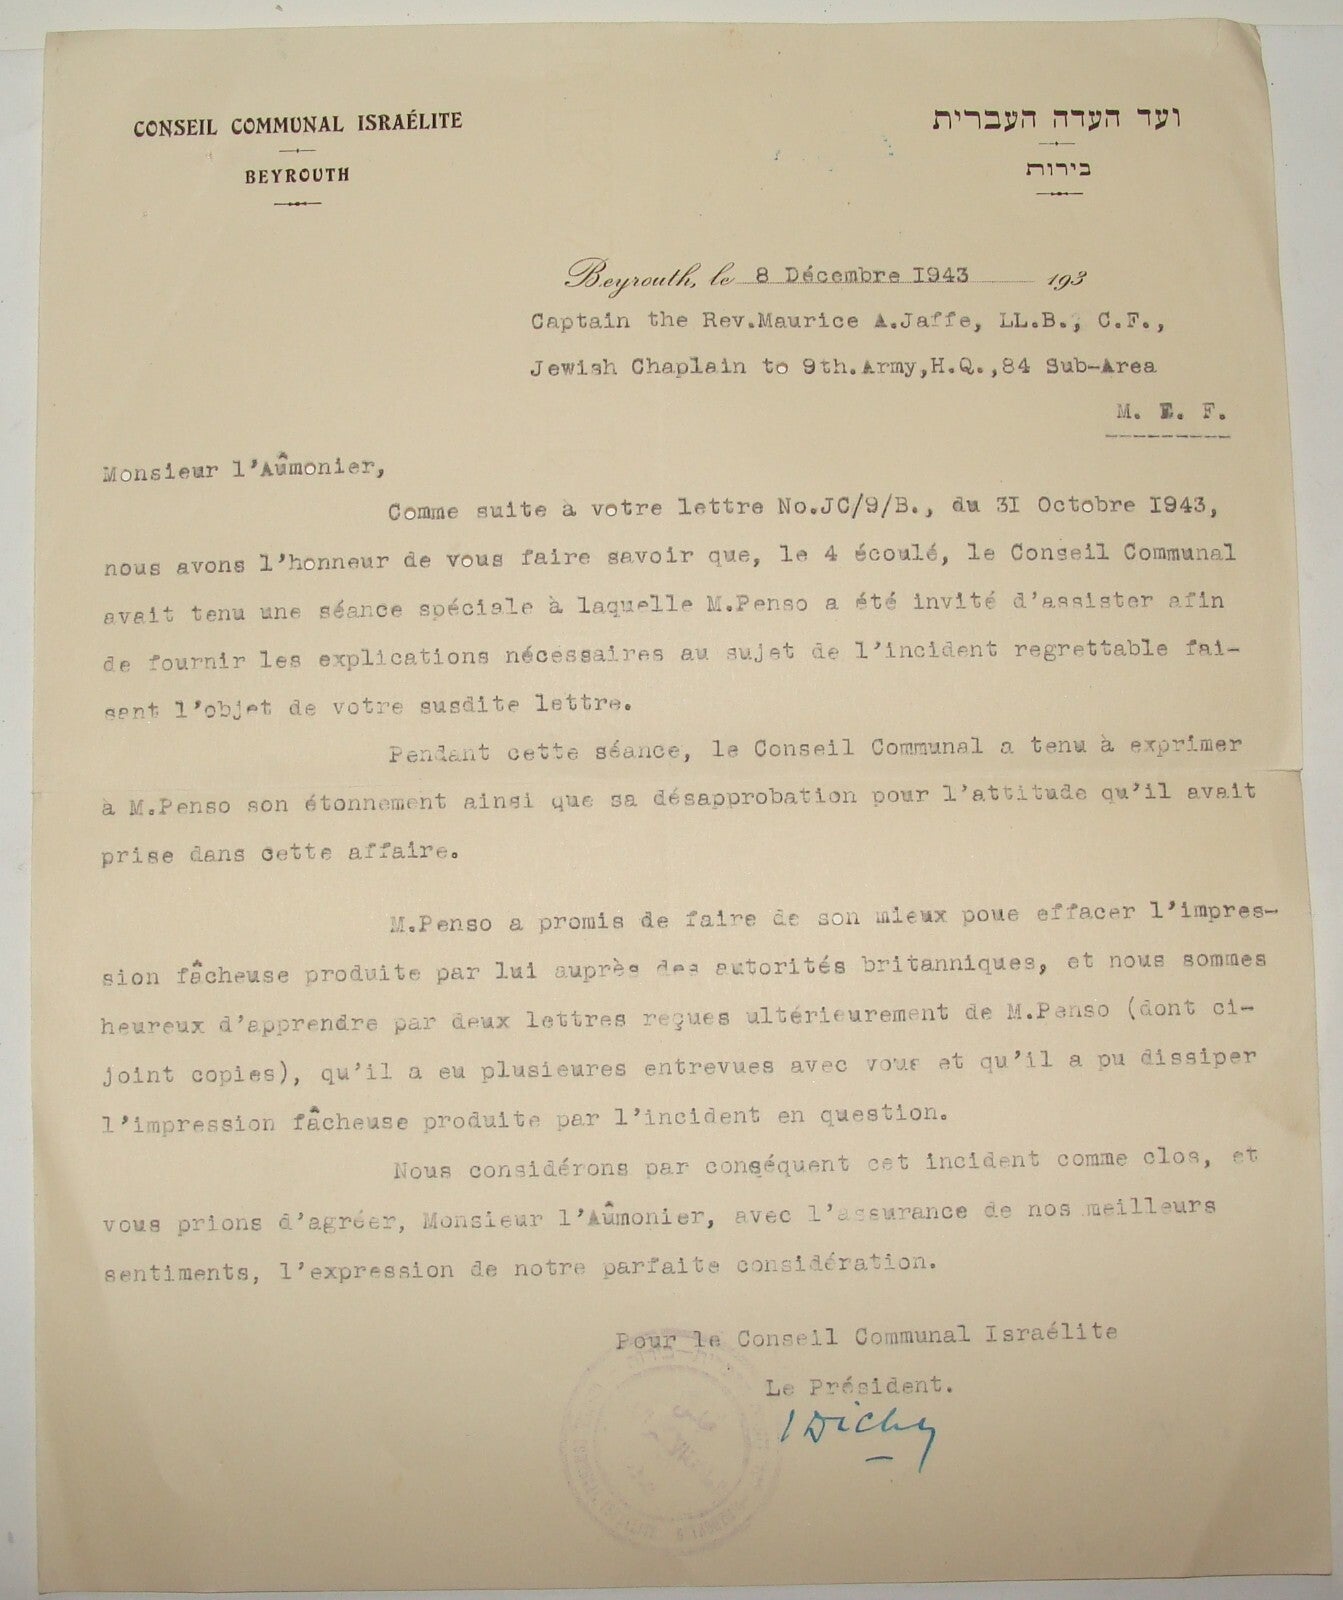 CONSEIL COMMUNAL ISRAÉLITE
BEYROUTH
ועד העדה העברית
בירות
Beyrouth, le 8 Décembre 1943 193
Captain the Rev.Maurice A.Jaffe, LL.B., C.F.,
Jewish Chaplain to 9th.Army,H.Q.,84 Sub-Area
M. E. F.
Monsieur l'Aûmonier,
Comme suite à votre lettre No.JC/9/B., du 31 Octobre 1943,
nous avons l'honneur de vous faire savoir que, le 4 écoulé, le Conseil Communal
avait tenu une séance spéciale à laquelle M.Penso a été invité d'assister afin
de fournir les explications nécessaires au sujet de l'incident regrettable fai-
sant l'objet de votre susdite lettre.
Pendant cette séance, le Conseil Communal a tenu à exprimer
à M.Penso son étonnement ainsi que sa désapprobation pour l'attitude qu'il avait
prise dans cette affaire.
M.Penso a promis de faire de son mieux poue effacer l'impres-
sion fâcheuse produite par lui auprès des autorités britanniques, et nous sommes
heureux d'apprendre par deux lettres reçues ultérieurement de M.Penso (dont ci-
joint copies), qu'il a eu plusieures entrevues avec vous et qu'il a pu dissiper
l'impression fâcheuse produite par l'incident en question.
Nous considérons par conséquent cet incident comme clos, et
vous prions d'agréer, Monsieur l'Aûmonier, avec l'assurance de nos meilleurs
sentiments, l'expression de notre parfaite considération.
Pour le Conseil Communal Israélite
Le Président.
I Dichy